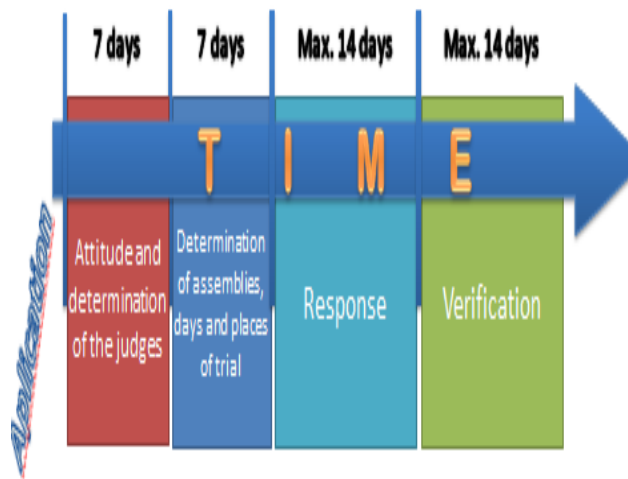 7 days
7 days
Max. 14 days
Max. 14 days
T I M E
Aplication
Attitude and
determination
of the judges
Determination
of assemblies,
days and places
of trial
Response
Verification